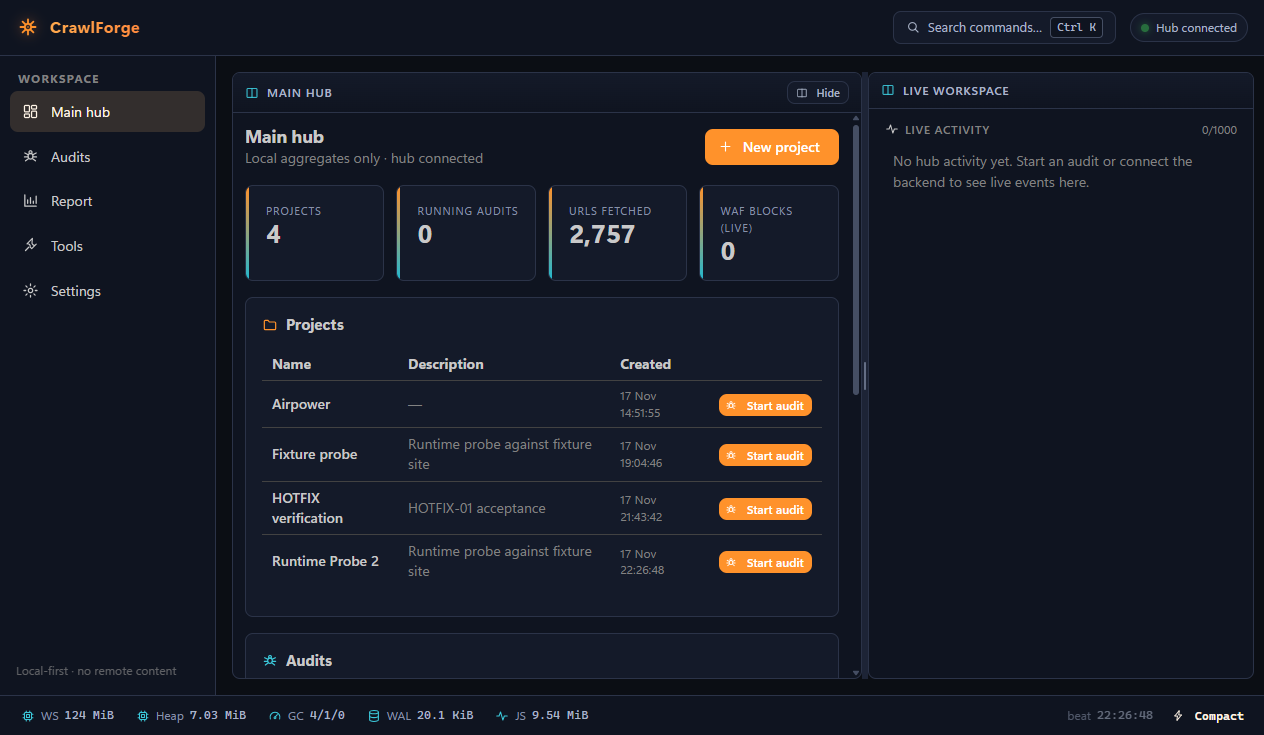 CrawlForge
Search commands... Ctrl K
Hub connected
WORKSPACE
Main hub
Audits
Report
Tools
Settings
Local-first · no remote content
MAIN HUB
Hide
Main hub
Local aggregates only · hub connected
+ New project
PROJECTS
4
RUNNING AUDITS
0
URLS FETCHED
2,757
WAF BLOCKS
(LIVE)
0
Projects
Name Description Created
Airpower — 17 Nov
14:51:55
Start audit
Fixture probe
Runtime probe against fixture
site
17 Nov
19:04:46
Start audit
HOTFIX
verification
HOTFIX-01 acceptance
17 Nov
21:43:42
Start audit
Runtime Probe 2
Runtime probe against fixture
site
17 Nov
22:26:48
Start audit
Audits
LIVE WORKSPACE
LIVE ACTIVITY 0/1000
No hub activity yet. Start an audit or connect the
backend to see live events here.
WS 124 MiB Heap 7.03 MiB GC 4/1/0 WAL 20.1 KiB JS 9.54 MiB beat 22:26:48 Compact